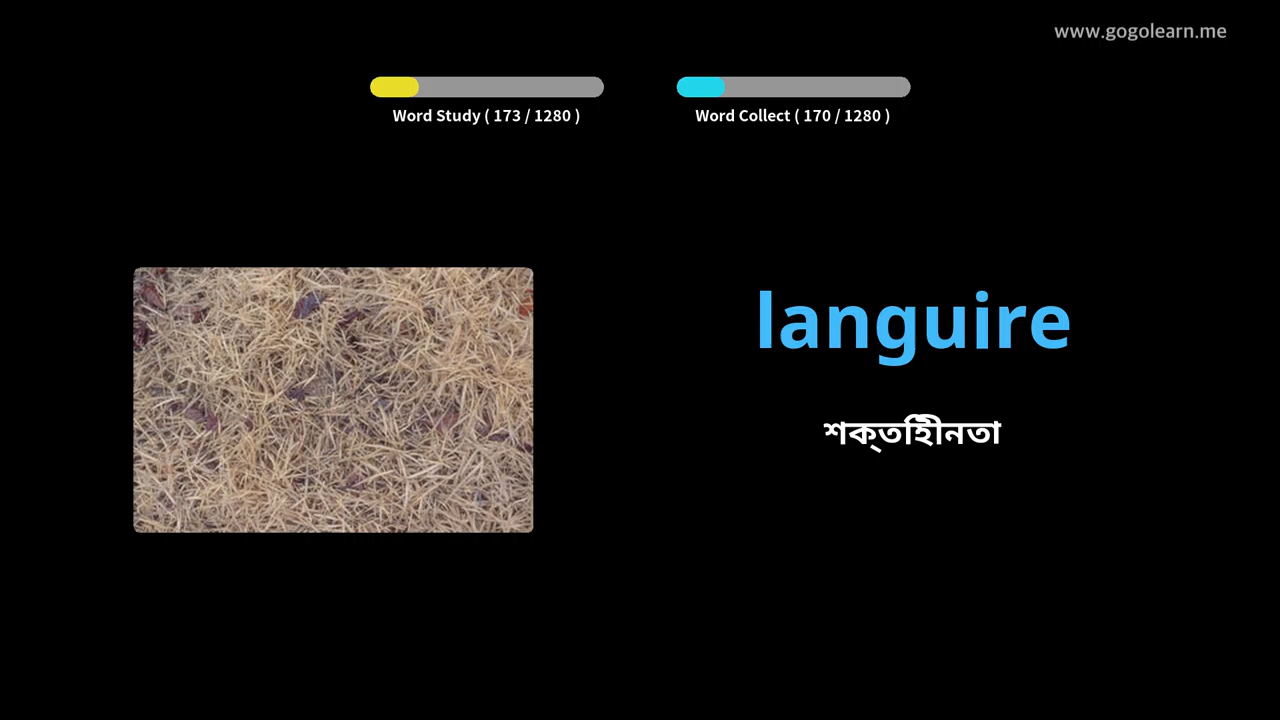 www.gogolearn.me
Word Study ( 173 / 1280 )
Word Collect ( 170 / 1280 )
languire
শক্তিহীনতা